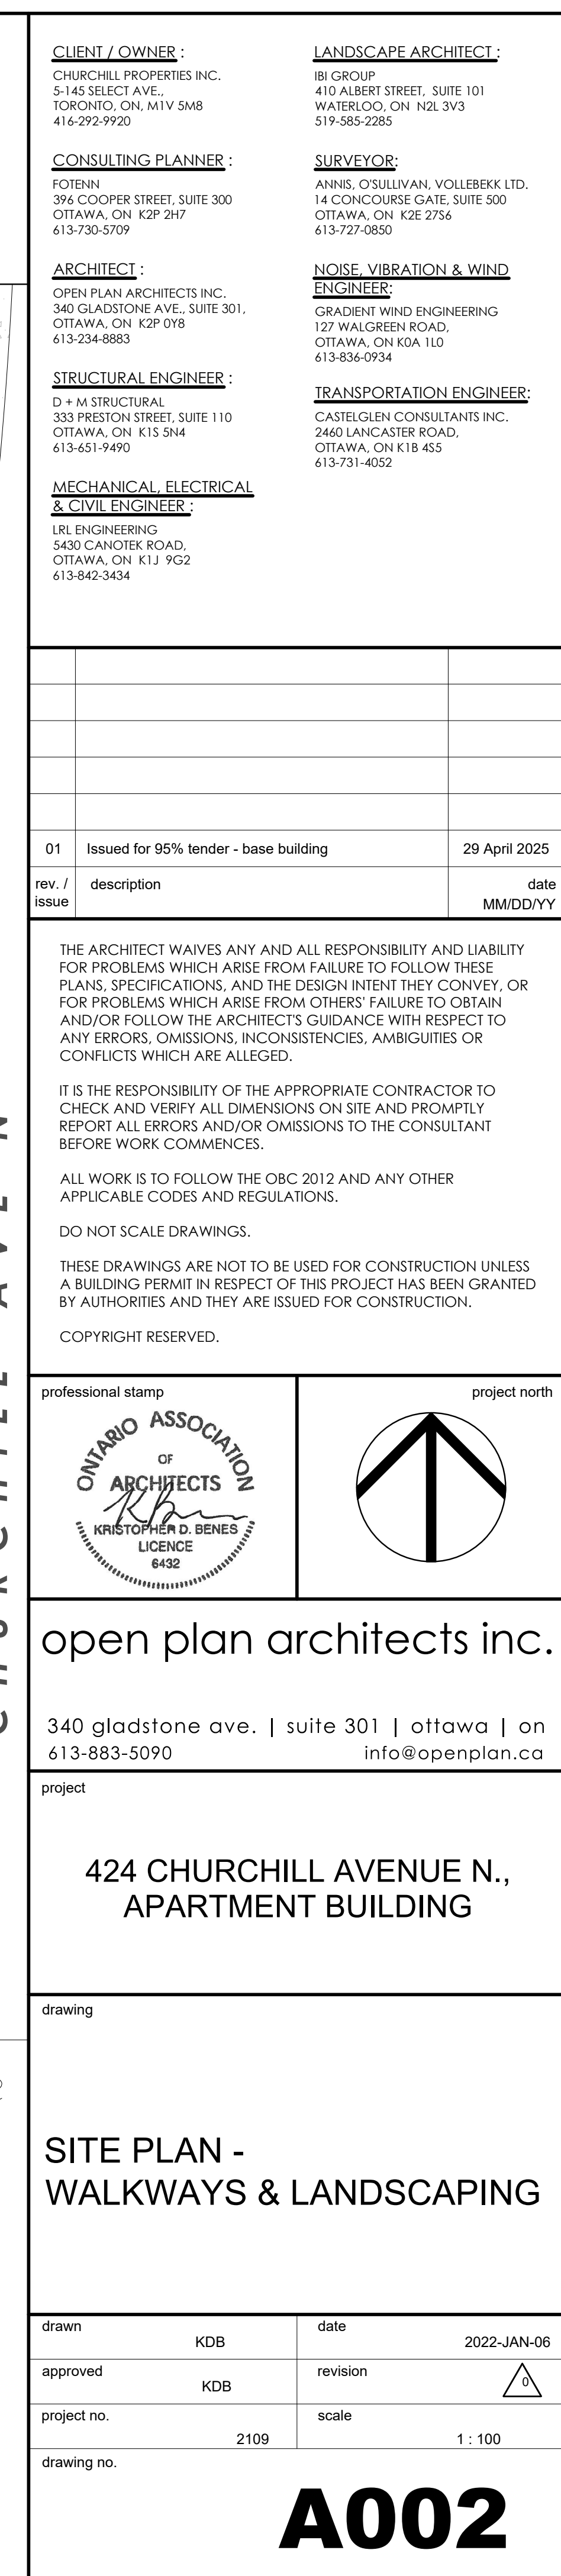 CLIENT / OWNER :
CHURCHILL PROPERTIES INC.
5-145 SELECT AVE.,
TORONTO, ON, M1V 5M8
416-292-9920
CONSULTING PLANNER :
FOTENN
396 COOPER STREET, SUITE 300
OTTAWA, ON K2P 2H7
613-730-5709
ARCHITECT :
OPEN PLAN ARCHITECTS INC.
340 GLADSTONE AVE., SUITE 301,
OTTAWA, ON K2P 0Y8
613-234-8883
STRUCTURAL ENGINEER :
D + M STRUCTURAL
333 PRESTON STREET, SUITE 110
OTTAWA, ON K1S 5N4
613-651-9490
MECHANICAL, ELECTRICAL
& CIVIL ENGINEER :
LRL ENGINEERING
5430 CANOTEK ROAD,
OTTAWA, ON K1J 9G2
613-842-3434
LANDSCAPE ARCHITECT :
IBI GROUP
410 ALBERT STREET, SUITE 101
WATERLOO, ON N2L 3V3
519-585-2285
SURVEYOR:
ANNIS, O'SULLIVAN, VOLLEBEKK LTD.
14 CONCOURSE GATE, SUITE 500
OTTAWA, ON K2E 27S6
613-727-0850
NOISE, VIBRATION & WIND
ENGINEER:
GRADIENT WIND ENGINEERING
127 WALGREEN ROAD,
OTTAWA, ON K0A 1L0
613-836-0934
TRANSPORTATION ENGINEER:
CASTELGLEN CONSULTANTS INC.
2460 LANCASTER ROAD,
OTTAWA, ON K1B 4S5
613-731-4052
01 Issued for 95% tender - base building 29 April 2025
rev. / issue description date MM/DD/YY
THE ARCHITECT WAIVES ANY AND ALL RESPONSIBILITY AND LIABILITY
FOR PROBLEMS WHICH ARISE FROM FAILURE TO FOLLOW THESE
PLANS, SPECIFICATIONS, AND THE DESIGN INTENT THEY CONVEY, OR
FOR PROBLEMS WHICH ARISE FROM OTHERS' FAILURE TO OBTAIN
AND/OR FOLLOW THE ARCHITECT'S GUIDANCE WITH RESPECT TO
ANY ERRORS, OMISSIONS, INCONSISTENCIES, AMBIGUITIES OR
CONFLICTS WHICH ARE ALLEGED.
IT IS THE RESPONSIBILITY OF THE APPROPRIATE CONTRACTOR TO
CHECK AND VERIFY ALL DIMENSIONS ON SITE AND PROMPTLY
REPORT ALL ERRORS AND/OR OMISSIONS TO THE CONSULTANT
BEFORE WORK COMMENCES.
ALL WORK IS TO FOLLOW THE OBC 2012 AND ANY OTHER
APPLICABLE CODES AND REGULATIONS.
DO NOT SCALE DRAWINGS.
THESE DRAWINGS ARE NOT TO BE USED FOR CONSTRUCTION UNLESS
A BUILDING PERMIT IN RESPECT OF THIS PROJECT HAS BEEN GRANTED
BY AUTHORITIES AND THEY ARE ISSUED FOR CONSTRUCTION.
COPYRIGHT RESERVED.
professional stamp
ONTARIO ASSOCIATION
OF
ARCHITECTS
KRISTOPHER D. BENES
LICENCE
6432
project north
open plan architects inc.
340 gladstone ave. | suite 301 | ottawa | on
613-883-5090 info@openplan.ca
project
424 CHURCHILL AVENUE N.,
APARTMENT BUILDING
drawing
SITE PLAN -
WALKWAYS & LANDSCAPING
drawn KDB date 2022-JAN-06
approved KDB revision 0
project no. 2109 scale 1 : 100
drawing no.
A002